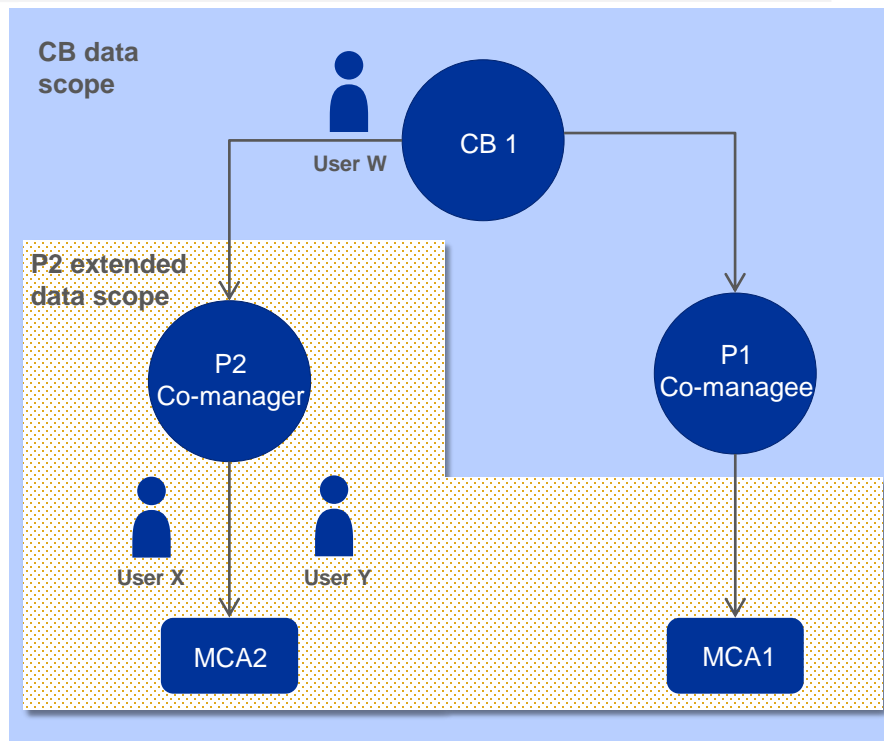 CB data
scope
CB 1
User W
P2 extended
data scope
P2
Co-manager
P1
Co-managee
User X
User Y
MCA2
MCA1